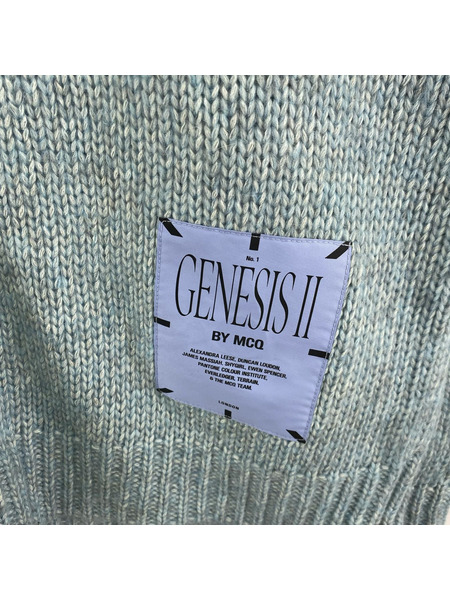 No. 1
GENESIS II
BY MCQ
ALEXANDRA LEESE, DUNCAN LOUDON,
JAMES MASSIAH, SHYGIRL, EWEN SPENCER,
PANTONE COLOUR INSTITUTE,
EVERLEDGER, TERRAIN,
& THE MCQ TEAM.
LONDON